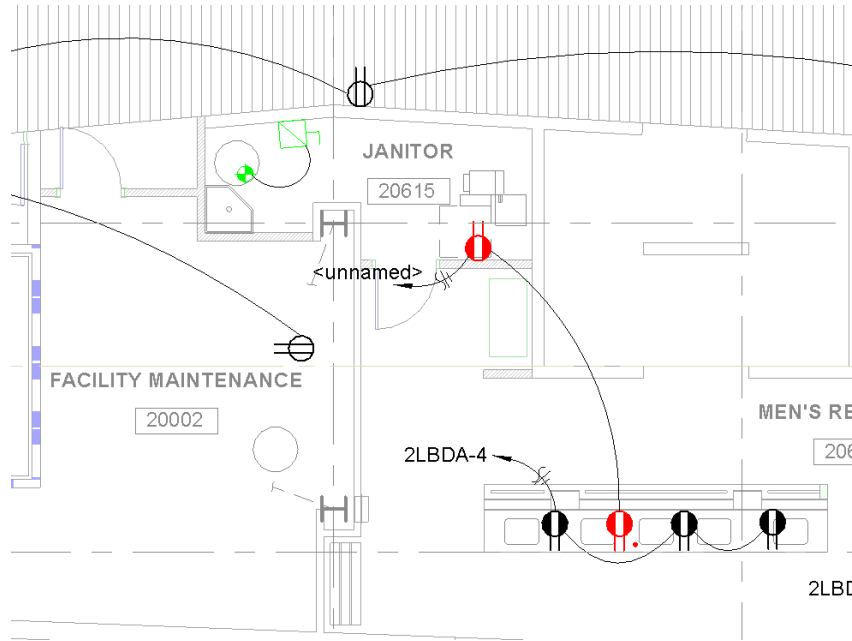 JANITOR
20615
<unnamed>
FACILITY MAINTENANCE
20002
MEN'S RE
206
2LBDA-4
2LBD